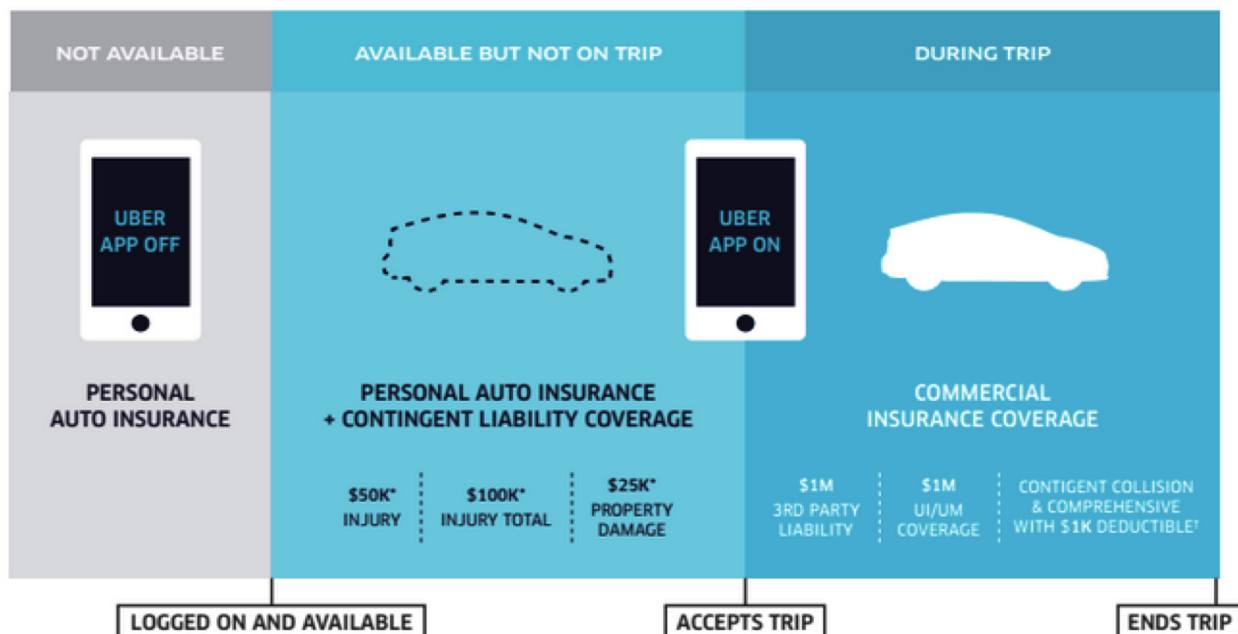 NOT AVAILABLE
AVAILABLE BUT NOT ON TRIP
DURING TRIP
UBER
APP OFF
UBER
APP ON
PERSONAL
AUTO INSURANCE
PERSONAL AUTO INSURANCE
+ CONTINGENT LIABILITY COVERAGE
COMMERCIAL
INSURANCE COVERAGE
$50K*
INJURY
$100K*
INJURY TOTAL
$25K*
PROPERTY
DAMAGE
$1M
3RD PARTY
LIABILITY
$1M
UI/UM
COVERAGE
CONTIGENT COLLISION
& COMPREHENSIVE
WITH $1K DEDUCTIBLE†
LOGGED ON AND AVAILABLE
ACCEPTS TRIP
ENDS TRIP